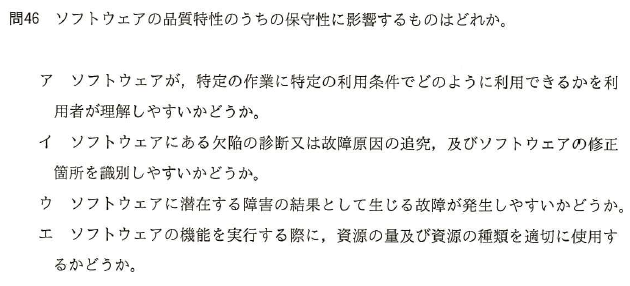 問46 ソフトウェアの品質特性のうちの保守性に影響するものはどれか。
ア ソフトウェアが，特定の作業に特定の利用条件でどのように利用できるかを利
用者が理解しやすいかどうか。
イ ソフトウェアにある欠陥の診断又は故障原因の追究，及びソフトウェアの修正
箇所を識別しやすいかどうか。
ウ ソフトウェアに潜在する障害の結果として生じる故障が発生しやすいかどうか。
エ ソフトウェアの機能を実行する際に，資源の量及び資源の種類を適切に使用す
るかどうか。